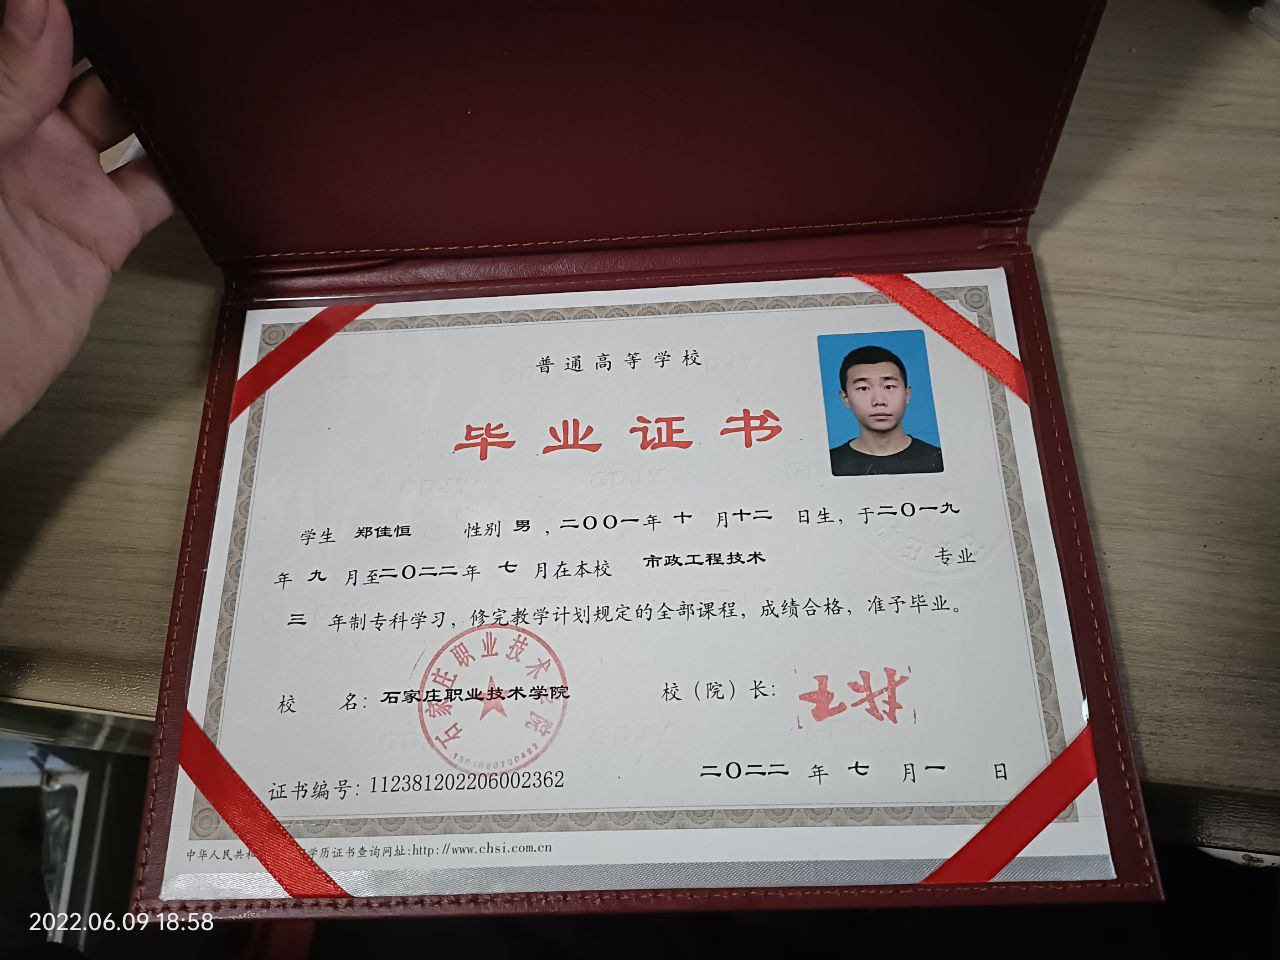 普通高等学校
毕业证书
学生 郑佳恒 性别 男 ，二〇〇一年 十 月十二 日生，于二〇一九
年 九 月至二〇二二年 七 月在本校 市政工程技术 专业
三 年制专科学习，修完教学计划规定的全部课程，成绩合格，准予毕业。
校 名：石家庄职业技术学院 校（院）长：
石家庄职业技术学院
证书编号：112381202206002362 二〇二二 年 七 月一 日
中华人民共和 学历证书查询网址:http://www.chsi.com.cn
2022.06.09 18:58